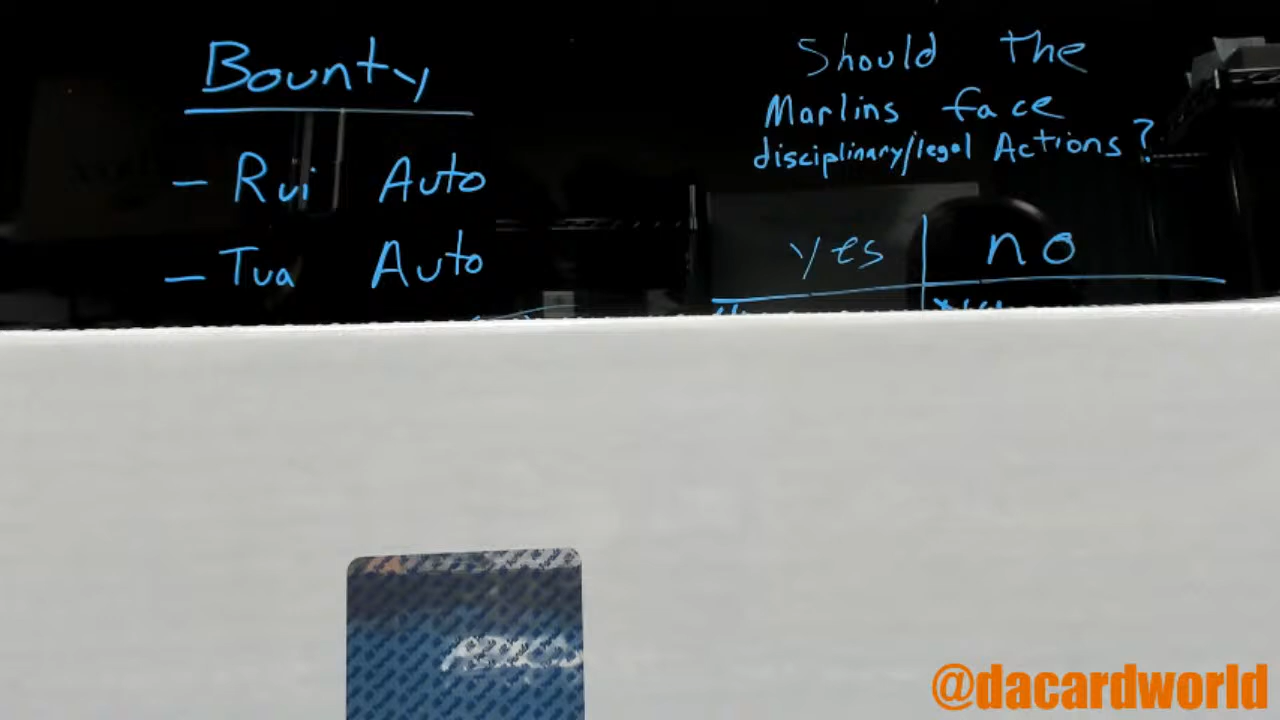 Bounty
- Rui Auto
- Tua Auto
Should the
Marlins face
disciplinary/legal Actions?
yes | no
@dacardworld